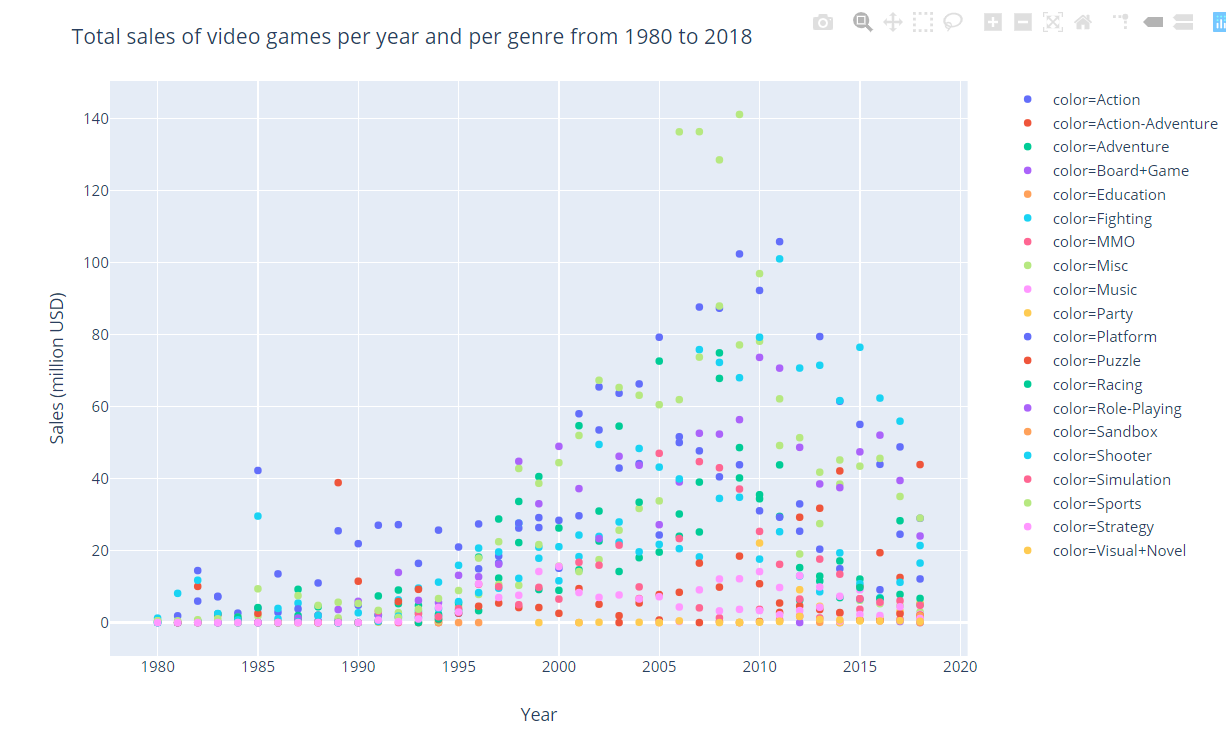 Total sales of video games per year and per genre from 1980 to 2018
140
120
100
80
60
40
20
0
Sales (million USD)
1980 1985 1990 1995 2000 2005 2010 2015 2020
Year
color=Action
color=Action-Adventure
color=Adventure
color=Board+Game
color=Education
color=Fighting
color=MMO
color=Misc
color=Music
color=Party
color=Platform
color=Puzzle
color=Racing
color=Role-Playing
color=Sandbox
color=Shooter
color=Simulation
color=Sports
color=Strategy
color=Visual+Novel